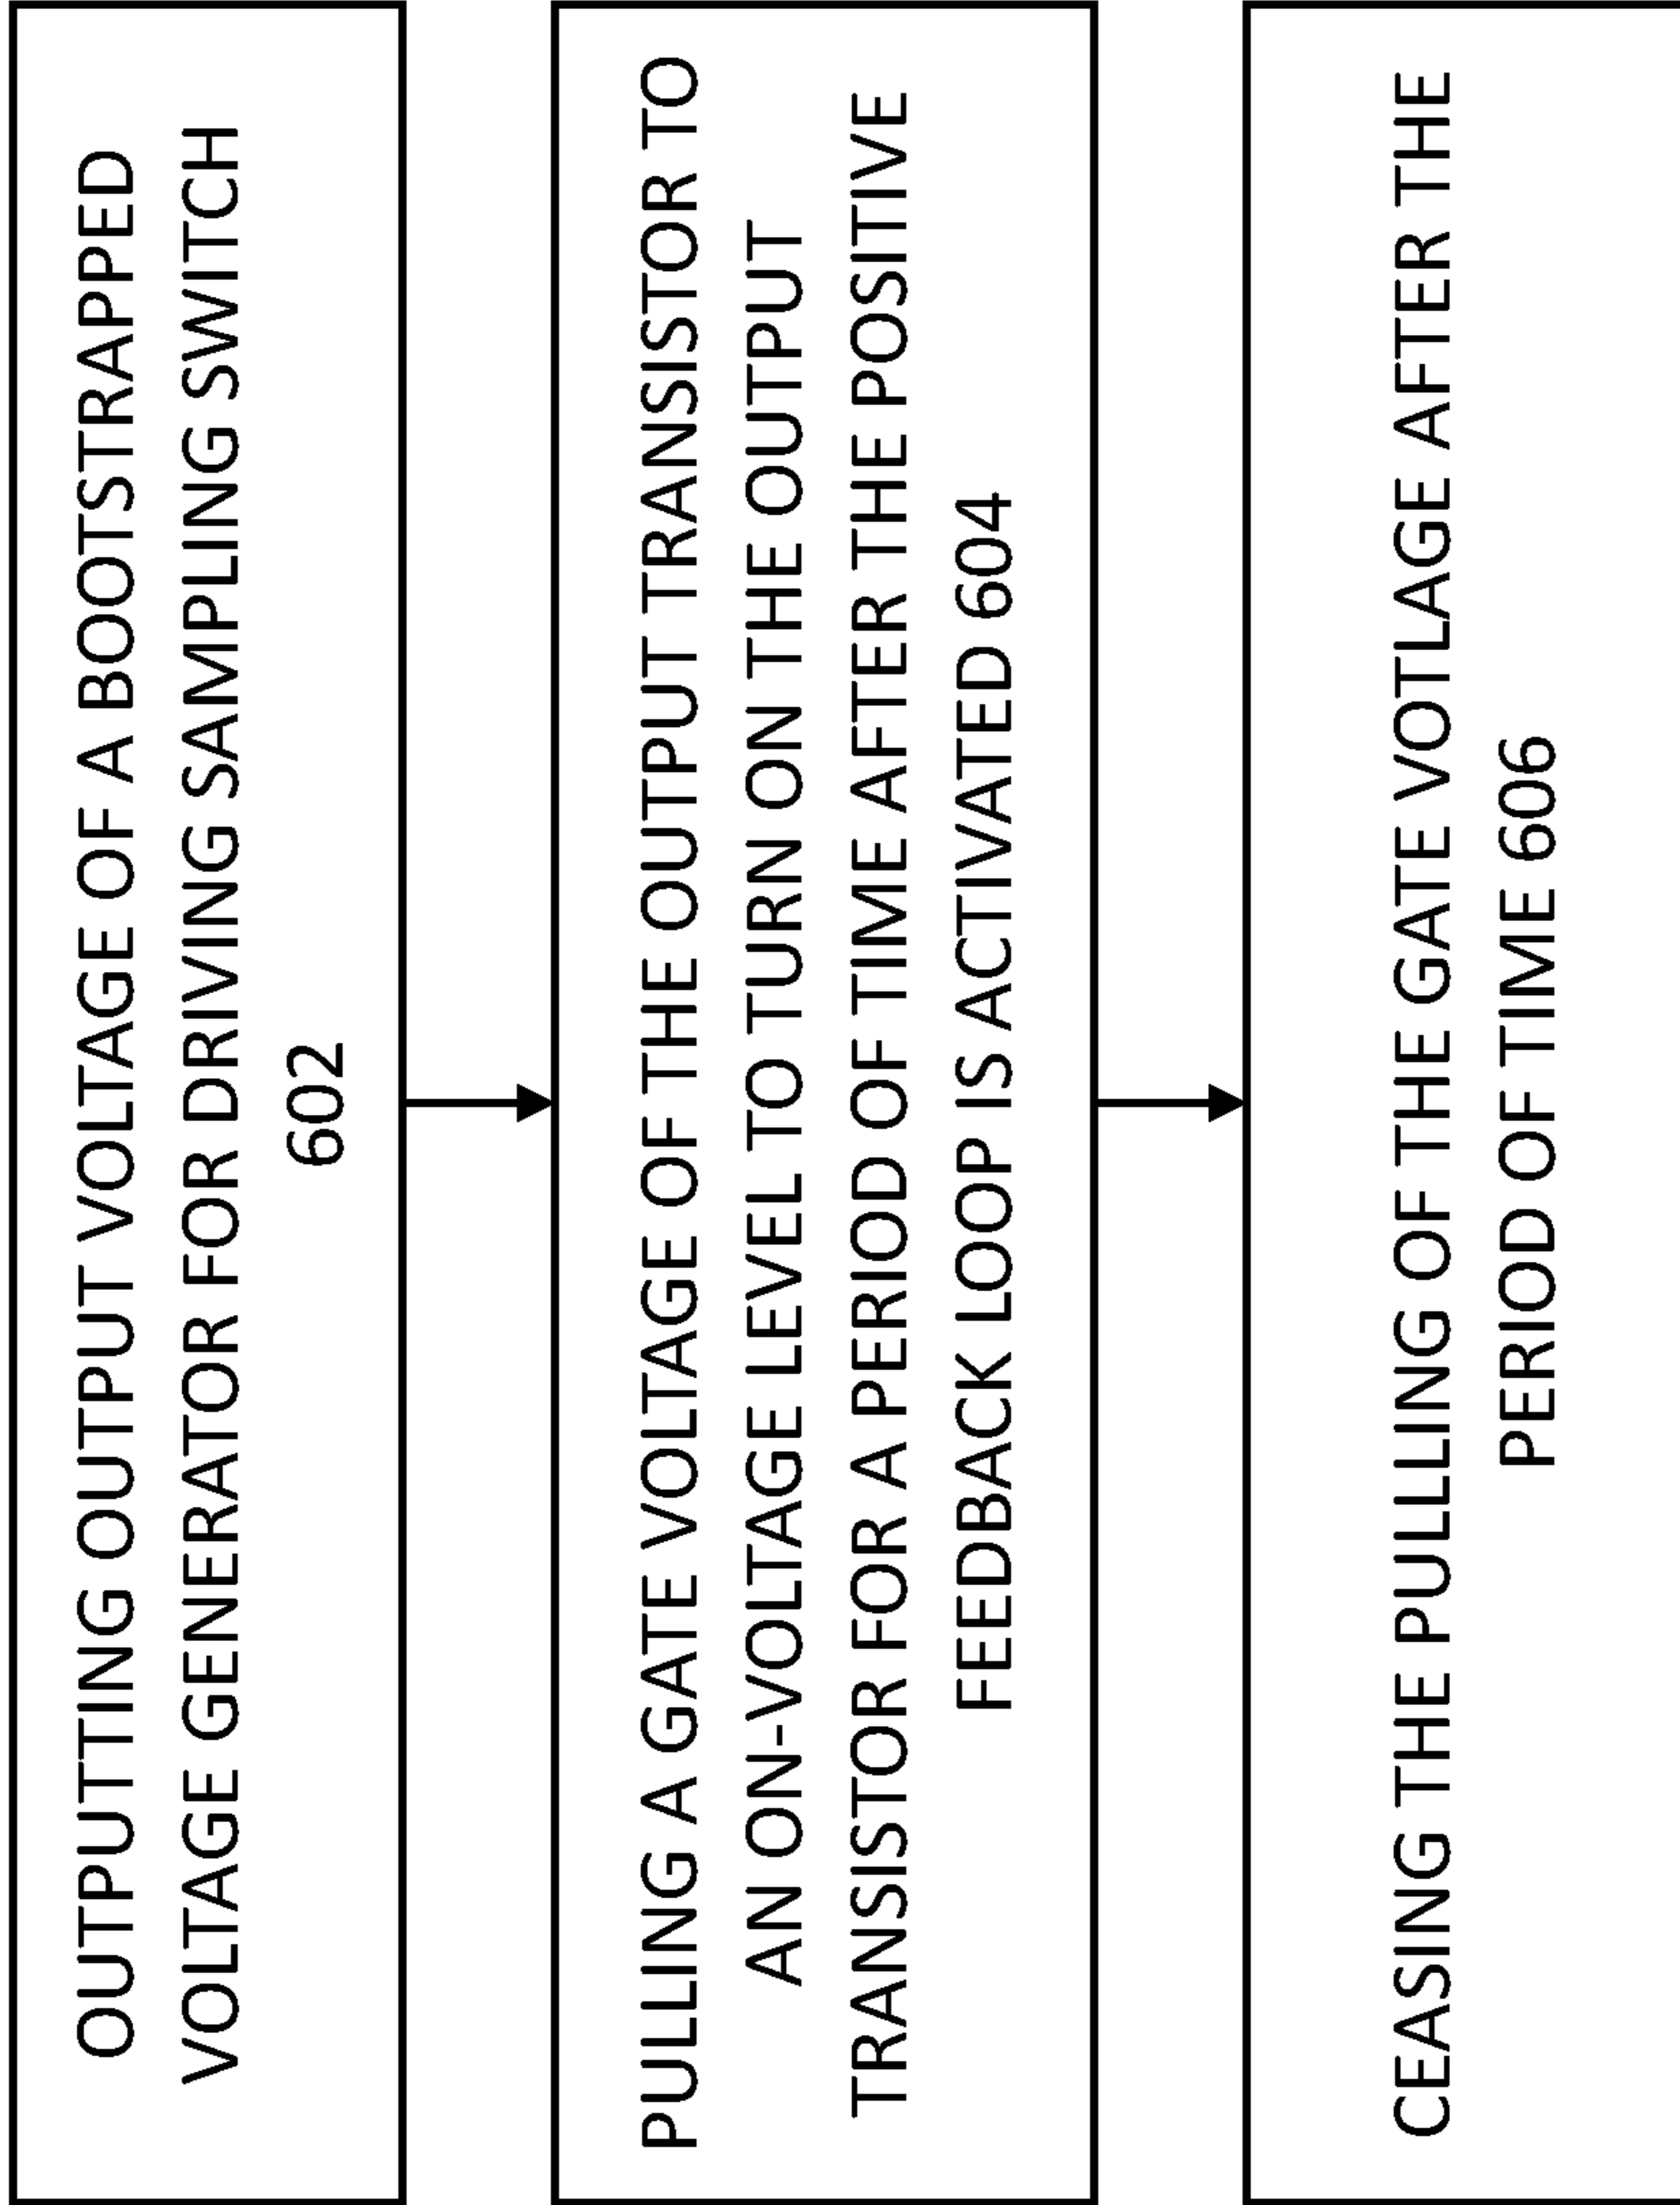 OUTPUTTING OUTPUT VOLTAGE OF A BOOTSTRAPPED
VOLTAGE GENERATOR FOR DRIVING SAMPLING SWITCH
602
PULLING A GATE VOLTAGE OF THE OUTPUT TRANSISTOR TO
AN ON-VOLTAGE LEVEL TO TURN ON THE OUTPUT
TRANSISTOR FOR A PERIOD OF TIME AFTER THE POSITIVE
FEEDBACK LOOP IS ACTIVATED 604
CEASING THE PULLLING OF THE GATE VOTLAGE AFTER THE
PERIOD OF TIME 606